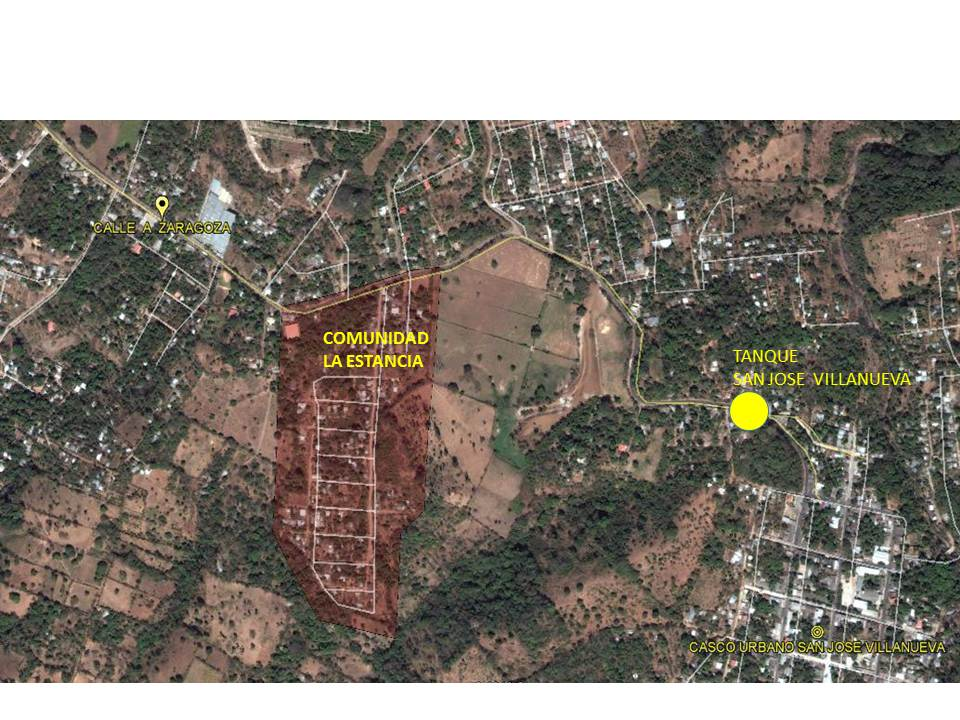 CALLE A ZARAGOZA
COMUNIDAD
LA ESTANCIA
TANQUE
SAN JOSE VILLANUEVA
CASCO URBANO SAN JOSE VILLANUEVA